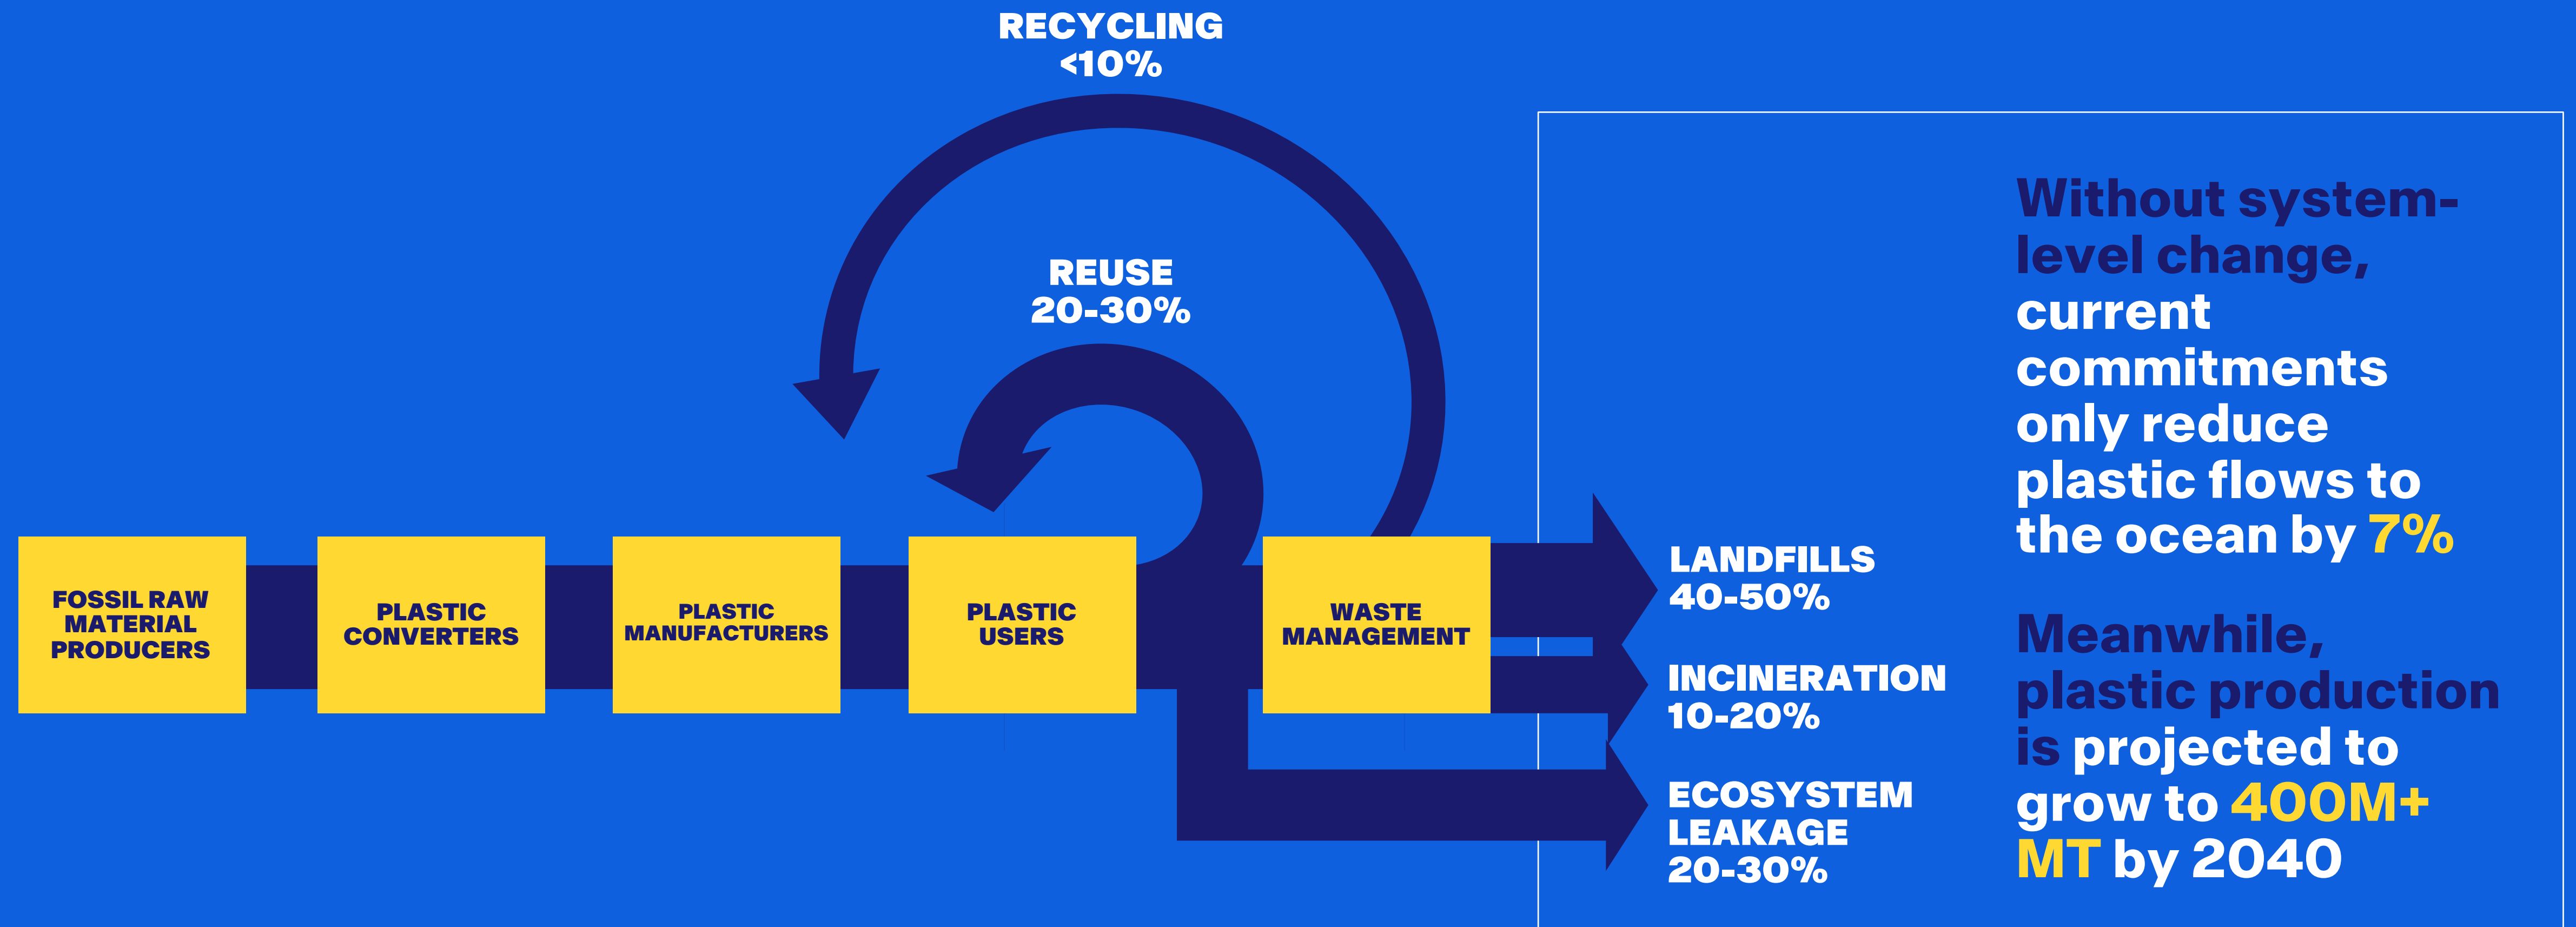 RECYCLING
<10%
REUSE
20-30%
FOSSIL RAW
MATERIAL
PRODUCERS
PLASTIC
CONVERTERS
PLASTIC
MANUFACTURERS
PLASTIC
USERS
WASTE
MANAGEMENT
LANDFILLS
40-50%
INCINERATION
10-20%
ECOSYSTEM
LEAKAGE
20-30%
Without system-
level change,
current
commitments
only reduce
plastic flows to
the ocean by 7%
Meanwhile,
plastic production
is projected to
grow to 400M+
MT by 2040